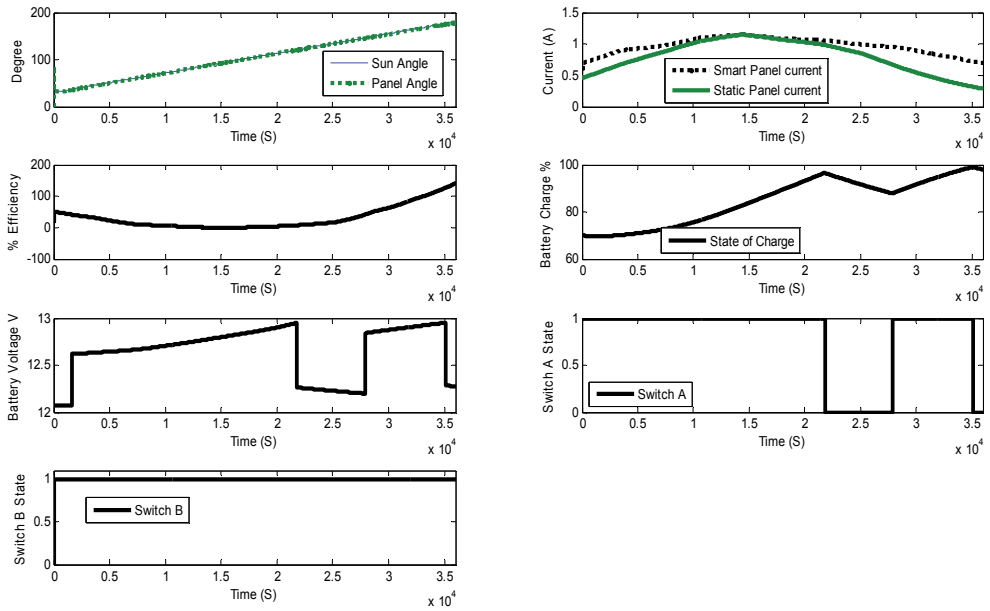 200
100
0
Degree
Sun Angle
Panel Angle
0 0.5 1 1.5 2 2.5 3 3.5
Time (S)
x 10^4
1.5
1
0.5
0
Current (A)
Smart Panel current
Static Panel current
0 0.5 1 1.5 2 2.5 3 3.5
Time (S)
x 10^4
200
100
0
-100
% Efficiency
0 0.5 1 1.5 2 2.5 3 3.5
Time (S)
x 10^4
100
80
60
Battery Charge %
State of Charge
0 0.5 1 1.5 2 2.5 3 3.5
Time (S)
x 10^4
13
12.5
12
Battery Voltage V
0 0.5 1 1.5 2 2.5 3 3.5
Time (S)
x 10^4
1
0.5
0
Switch A State
Switch A
0 0.5 1 1.5 2 2.5 3 3.5
Time (S)
x 10^4
1
0.5
0
Switch B State
Switch B
0 0.5 1 1.5 2 2.5 3 3.5
Time (S)
x 10^4